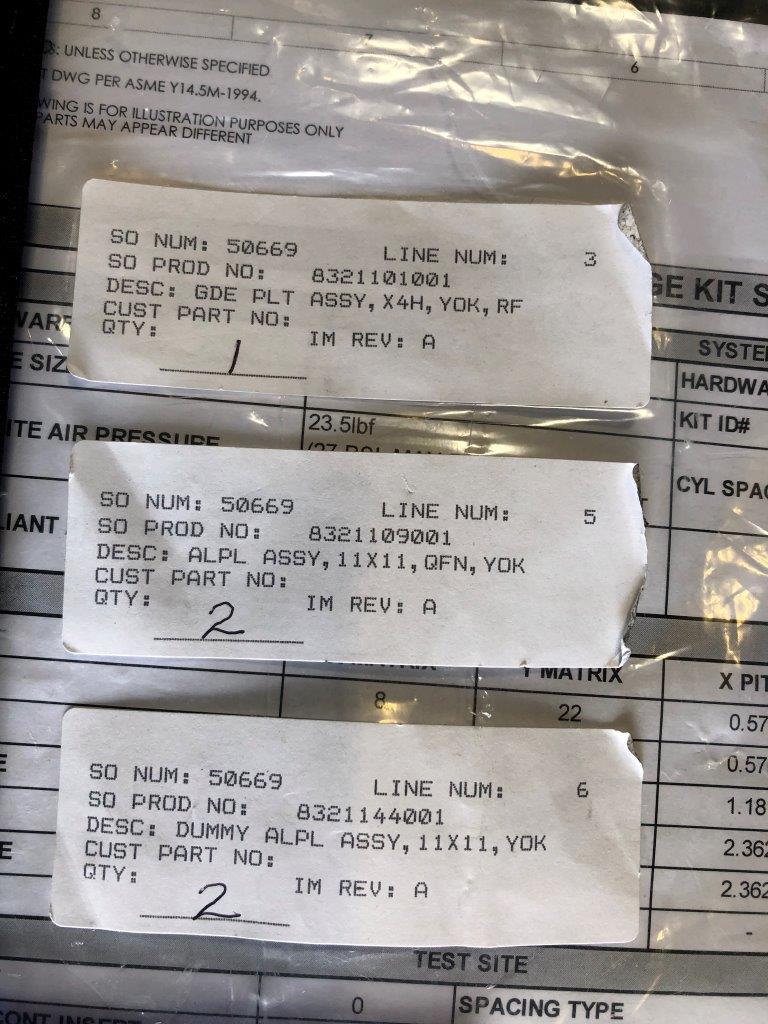 8 7 6
: UNLESS OTHERWISE SPECIFIED
DWG PER ASME Y14.5M-1994.
WING IS FOR ILLUSTRATION PURPOSES ONLY
PARTS MAY APPEAR DIFFERENT
SO NUM: 50669 LINE NUM: 3
SO PROD NO: 8321101001
DESC: GDE PLT ASSY, X4H, YOK, RF
CUST PART NO:
QTY: 1 IM REV: A
GE KIT S
SYSTE
HARDWA
KIT ID#
23.5lbf
ITE AIR PRESSURE
CYL SPAC
SO NUM: 50669 LINE NUM: 5
SO PROD NO: 8321109001
DESC: ALPL ASSY, 11X11, QFN, YOK
CUST PART NO:
QTY: 2 IM REV: A
LIANT
Y MATRIX X PIT
8 22 0.57
0.57
1.18
2.362
2.362
-
SO NUM: 50669 LINE NUM: 6
SO PROD NO: 8321144001
DESC: DUMMY ALPL ASSY, 11X11, YOK
CUST PART NO:
QTY: 2 IM REV: A
TEST SITE
0 SPACING TYPE